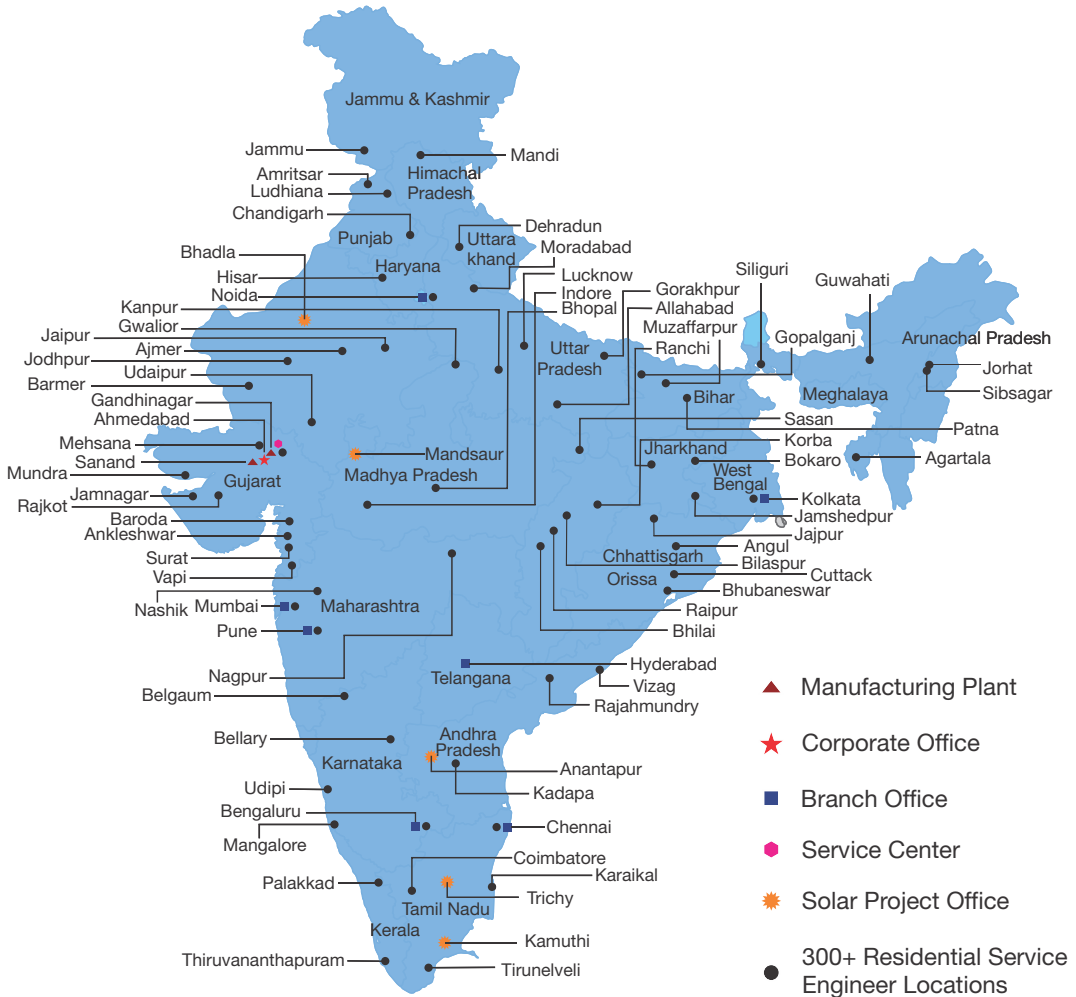 Jammu & Kashmir
Jammu
Mandi
Amritsar
Himachal
Pradesh
Ludhiana
Chandigarh
Punjab
Dehradun
Uttara
khand
Moradabad
Bhadla
Haryana
Hisar
Lucknow
Siliguri
Guwahati
Noida
Indore
Gorakhpur
Kanpur
Bhopal
Allahabad
Gwalior
Muzaffarpur
Jaipur
Gopalganj
Arunachal Pradesh
Ajmer
Ranchi
Jodhpur
Uttar
Pradesh
Udaipur
Jorhat
Barmer
Bihar
Meghalaya
Sibsagar
Gandhinagar
Ahmedabad
Sasan
Patna
Mehsana
Korba
Sanand
Mandsaur
Jharkhand
Bokaro
Agartala
Mundra
Gujarat
Madhya Pradesh
West
Bengal
Jamnagar
Kolkata
Rajkot
Jamshedpur
Baroda
Jajpur
Ankleshwar
Angul
Surat
Chhattisgarh
Bilaspur
Vapi
Orissa
Cuttack
Bhubaneswar
Nashik
Mumbai
Maharashtra
Raipur
Pune
Bhilai
Nagpur
Telangana
Hyderabad
Vizag
Belgaum
Rajahmundry
Manufacturing Plant
Bellary
Andhra
Pradesh
Corporate Office
Karnataka
Anantapur
Udipi
Kadapa
Branch Office
Bengaluru
Chennai
Mangalore
Coimbatore
Service Center
Karaikal
Palakkad
Trichy
Tamil Nadu
Solar Project Office
Kerala
Kamuthi
Thiruvananthapuram
Tirunelveli
300+ Residential Service
Engineer Locations